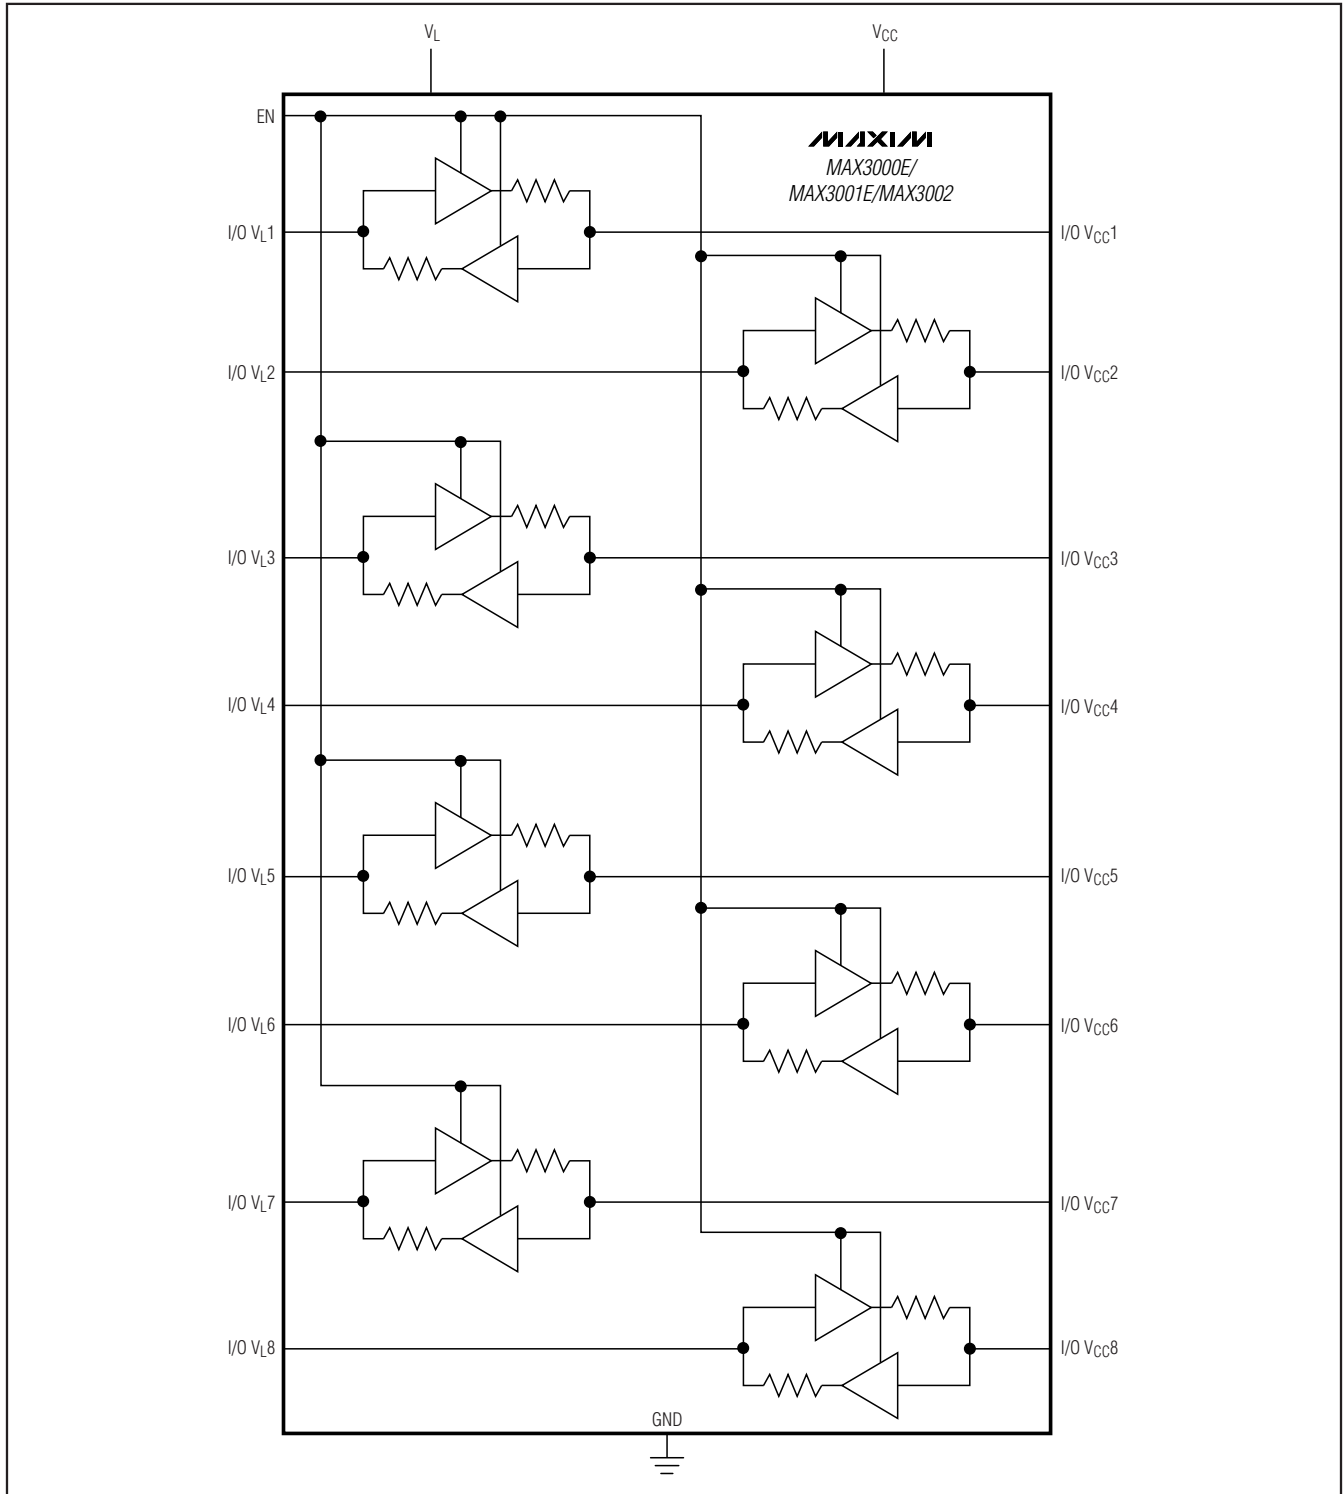 VL
VCC
EN
MAXIM
MAX3000E/
MAX3001E/MAX3002
I/O VL1
I/O VCC1
I/O VL2
I/O VCC2
I/O VL3
I/O VCC3
I/O VL4
I/O VCC4
I/O VL5
I/O VCC5
I/O VL6
I/O VCC6
I/O VL7
I/O VCC7
I/O VL8
I/O VCC8
GND